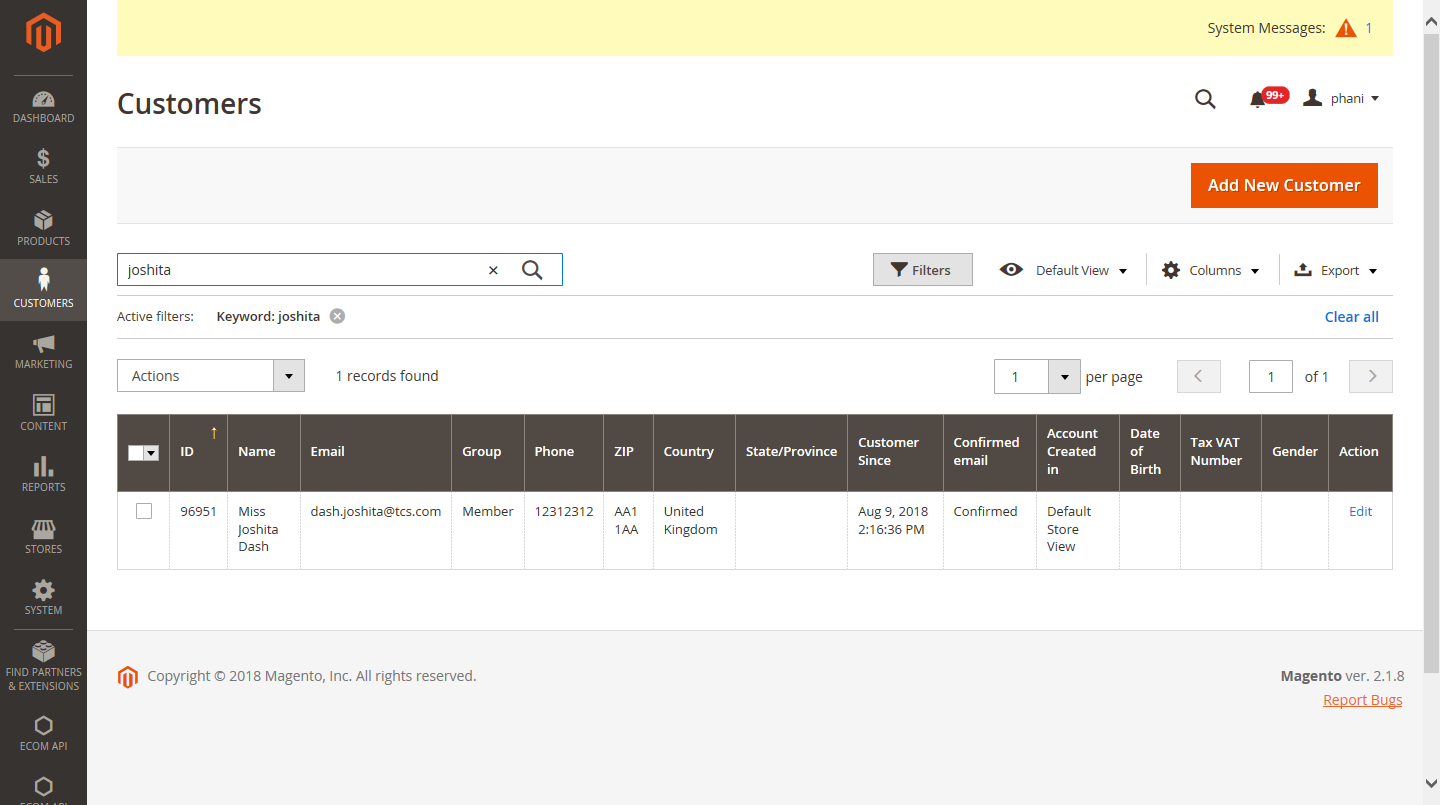 System Messages: 1
Customers
99+
phani
Add New Customer
joshita
Filters
Default View
Columns
Export
Active filters: Keyword: joshita
Clear all
Actions
1 records found
1 per page
1 of 1
ID ↑ Name Email Group Phone ZIP Country State/Province Customer Since Confirmed email Account Created in Date of Birth Tax VAT Number Gender Action
96951 Miss Joshita Dash dash.joshita@tcs.com Member 12312312 AA1 1AA United Kingdom Aug 9, 2018 2:16:36 PM Confirmed Default Store View Edit
Copyright © 2018 Magento, Inc. All rights reserved.
Magento ver. 2.1.8
Report Bugs
DASHBOARD
SALES
PRODUCTS
CUSTOMERS
MARKETING
CONTENT
REPORTS
STORES
SYSTEM
FIND PARTNERS
& EXTENSIONS
ECOM API